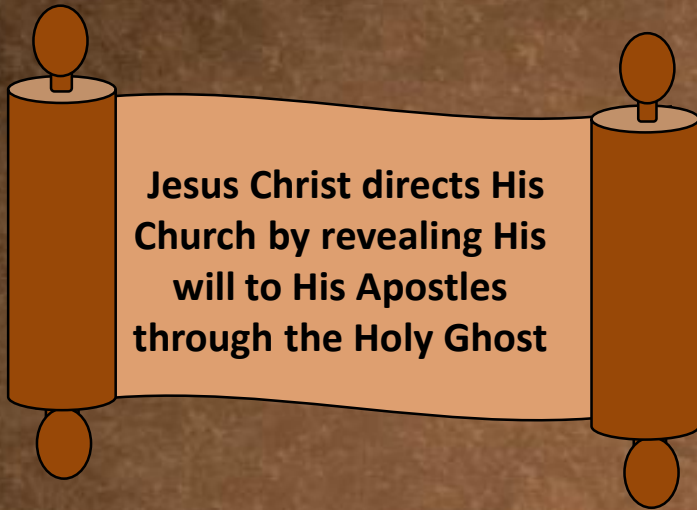 Jesus Christ directs His
Church by revealing His
will to His Apostles
through the Holy Ghost